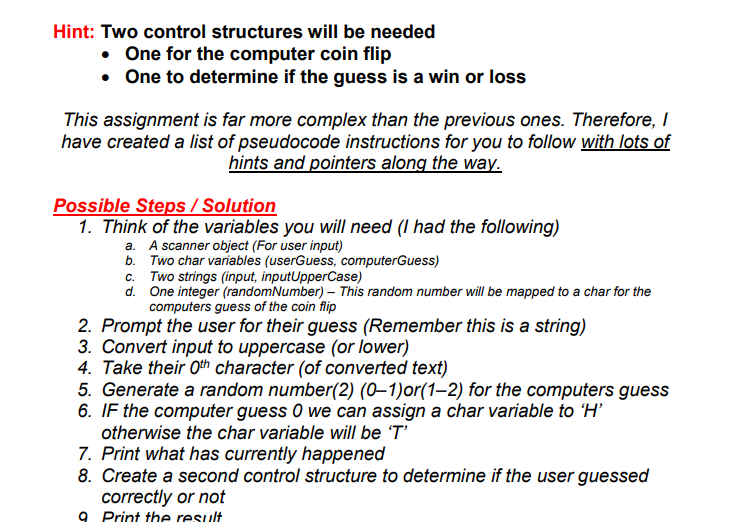 Hint: Two control structures will be needed
• One for the computer coin flip
• One to determine if the guess is a win or loss
This assignment is far more complex than the previous ones. Therefore, I
have created a list of pseudocode instructions for you to follow with lots of
hints and pointers along the way.
Possible Steps / Solution
1. Think of the variables you will need (I had the following)
a. A scanner object (For user input)
b. Two char variables (userGuess, computerGuess)
c. Two strings (input, inputUpperCase)
d. One integer (randomNumber) – This random number will be mapped to a char for the
computers guess of the coin flip
2. Prompt the user for their guess (Remember this is a string)
3. Convert input to uppercase (or lower)
4. Take their 0th character (of converted text)
5. Generate a random number(2) (0–1)or(1–2) for the computers guess
6. IF the computer guess 0 we can assign a char variable to ‘H’
otherwise the char variable will be ‘T’
7. Print what has currently happened
8. Create a second control structure to determine if the user guessed
correctly or not
9. Print the result